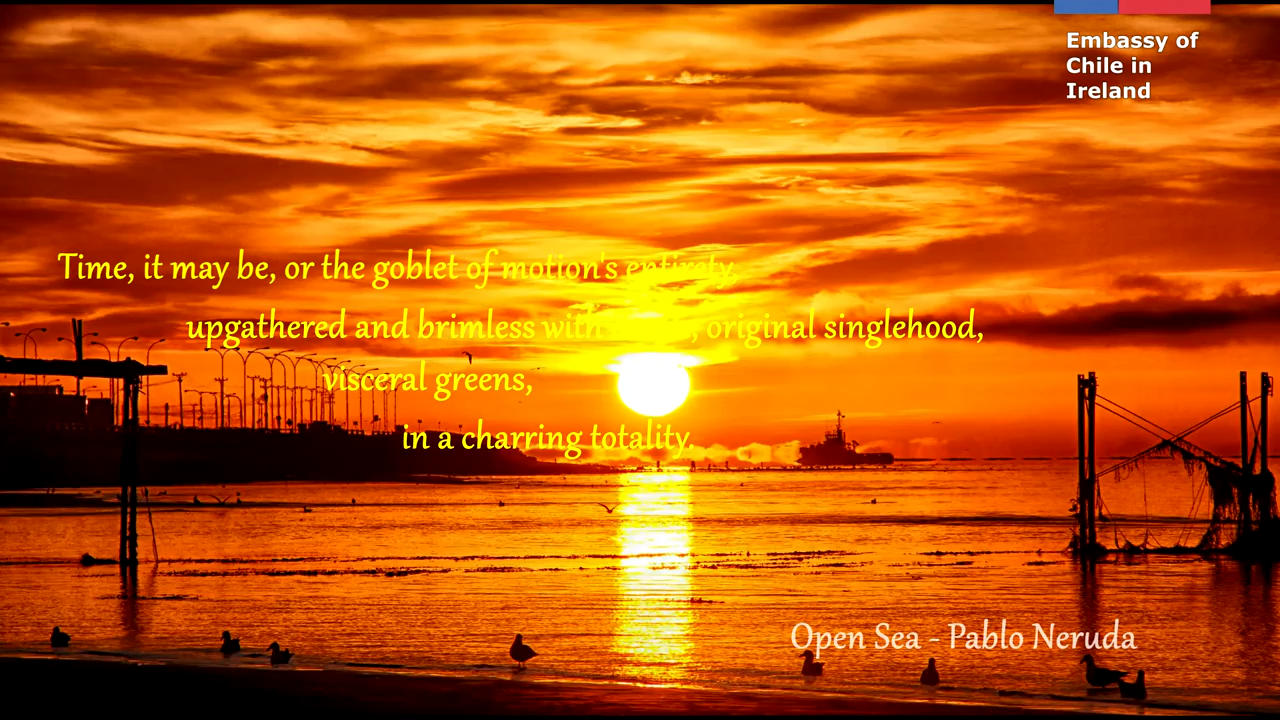 Embassy of
Chile in
Ireland
Time, it may be, or the goblet of motion's entirety,
upgathered and brimless with , original singlehood,
visceral greens,
in a charring totality.
Open Sea - Pablo Neruda